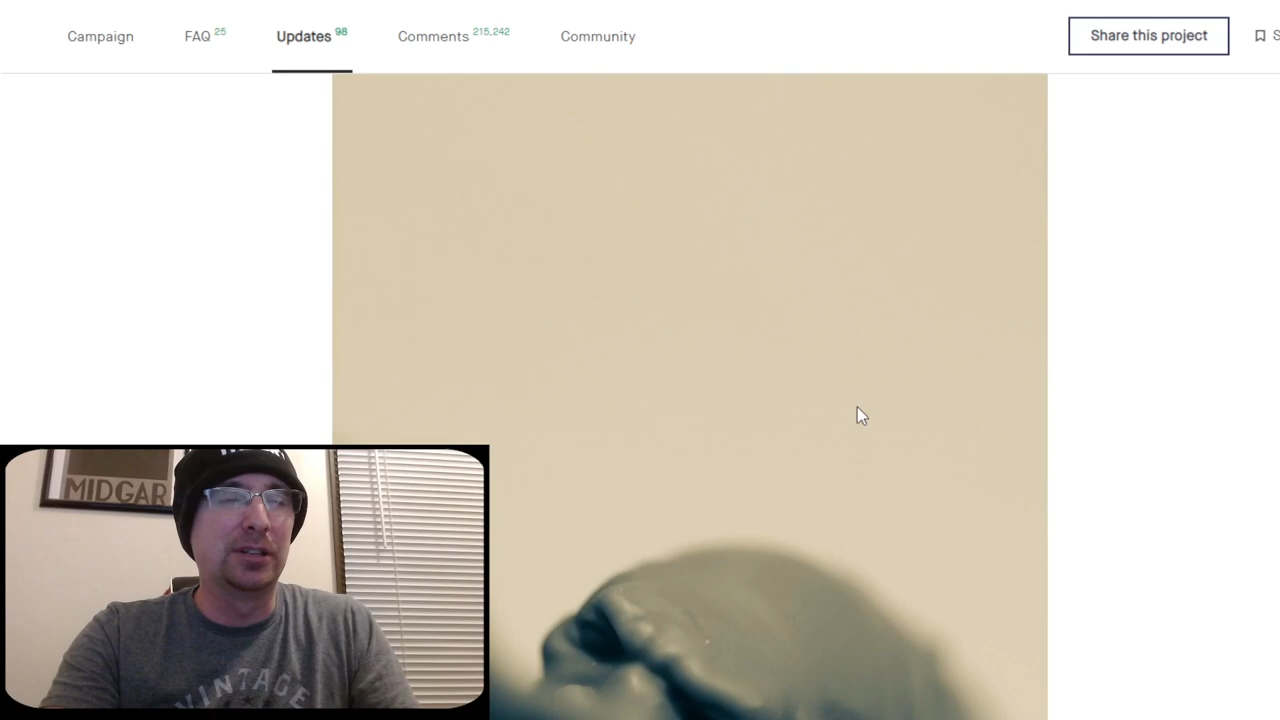 Campaign FAQ 25 Updates 98 Comments 215,242 Community Share this project S
MIDGAR
VINTAGE